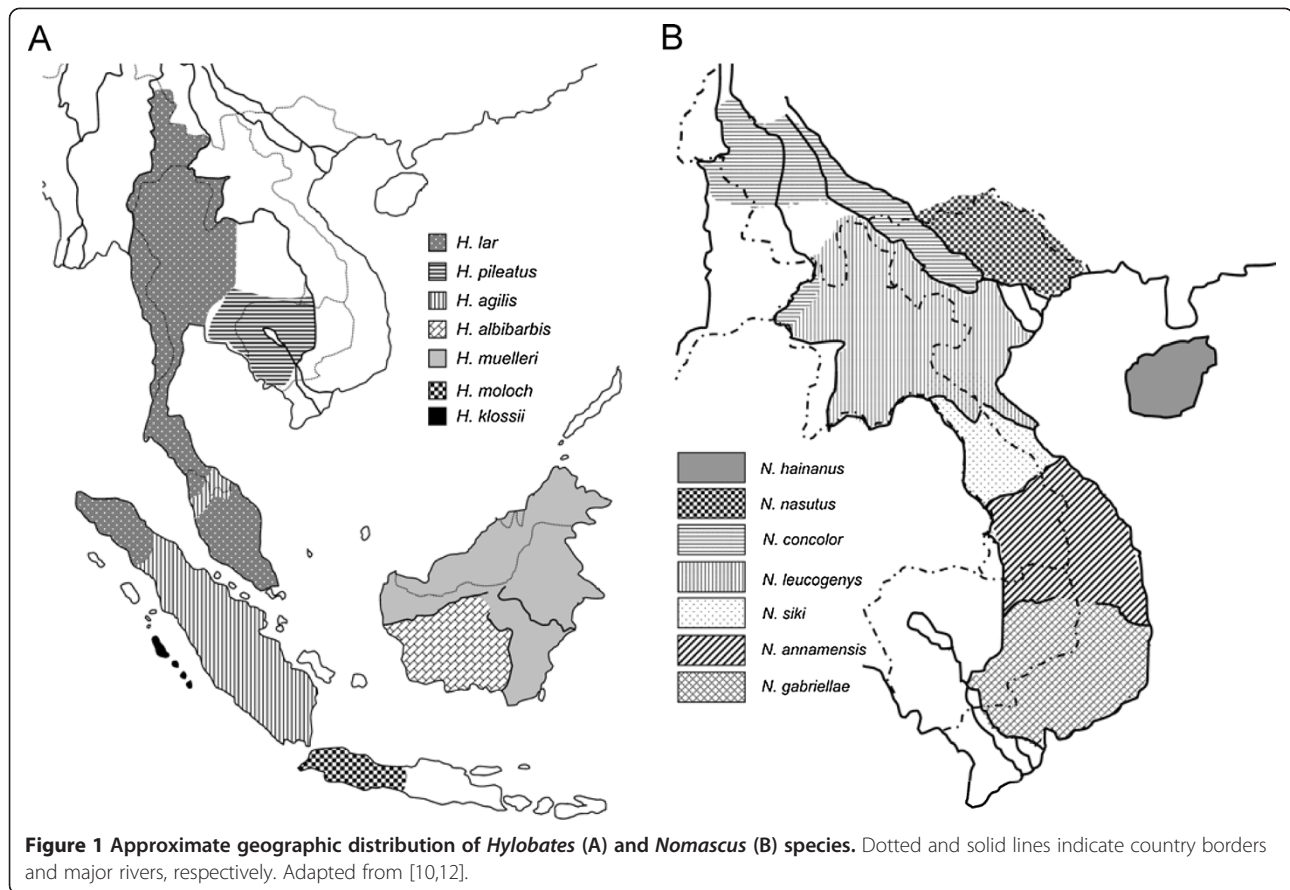 A
H. lar
H. pileatus
H. agilis
H. albibarbis
H. muelleri
H. moloch
H. klossii
B
N. hainanus
N. nasutus
N. concolor
N. leucogenys
N. siki
N. annamensis
N. gabriellae
Figure 1 Approximate geographic distribution of Hylobates (A) and Nomascus (B) species. Dotted and solid lines indicate country borders
and major rivers, respectively. Adapted from [10,12].